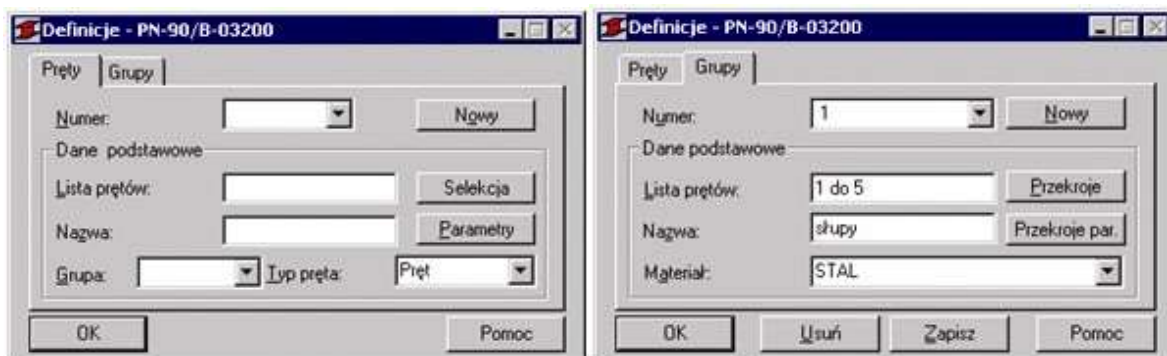 Definicje - PN-90/B-03200
Pręty Grupy
Numer: Nowy
Dane podstawowe
Lista prętów: Selekcja
Nazwa: Parametry
Grupa: Typ pręta: Pręt
OK Pomoc
Definicje - PN-90/B-03200
Pręty Grupy
Numer: 1 Nowy
Dane podstawowe
Lista prętów: 1 do 5 Przekroje
Nazwa: słupy Przekroje par.
Materiał: STAL
OK Usuń Zapisz Pomoc